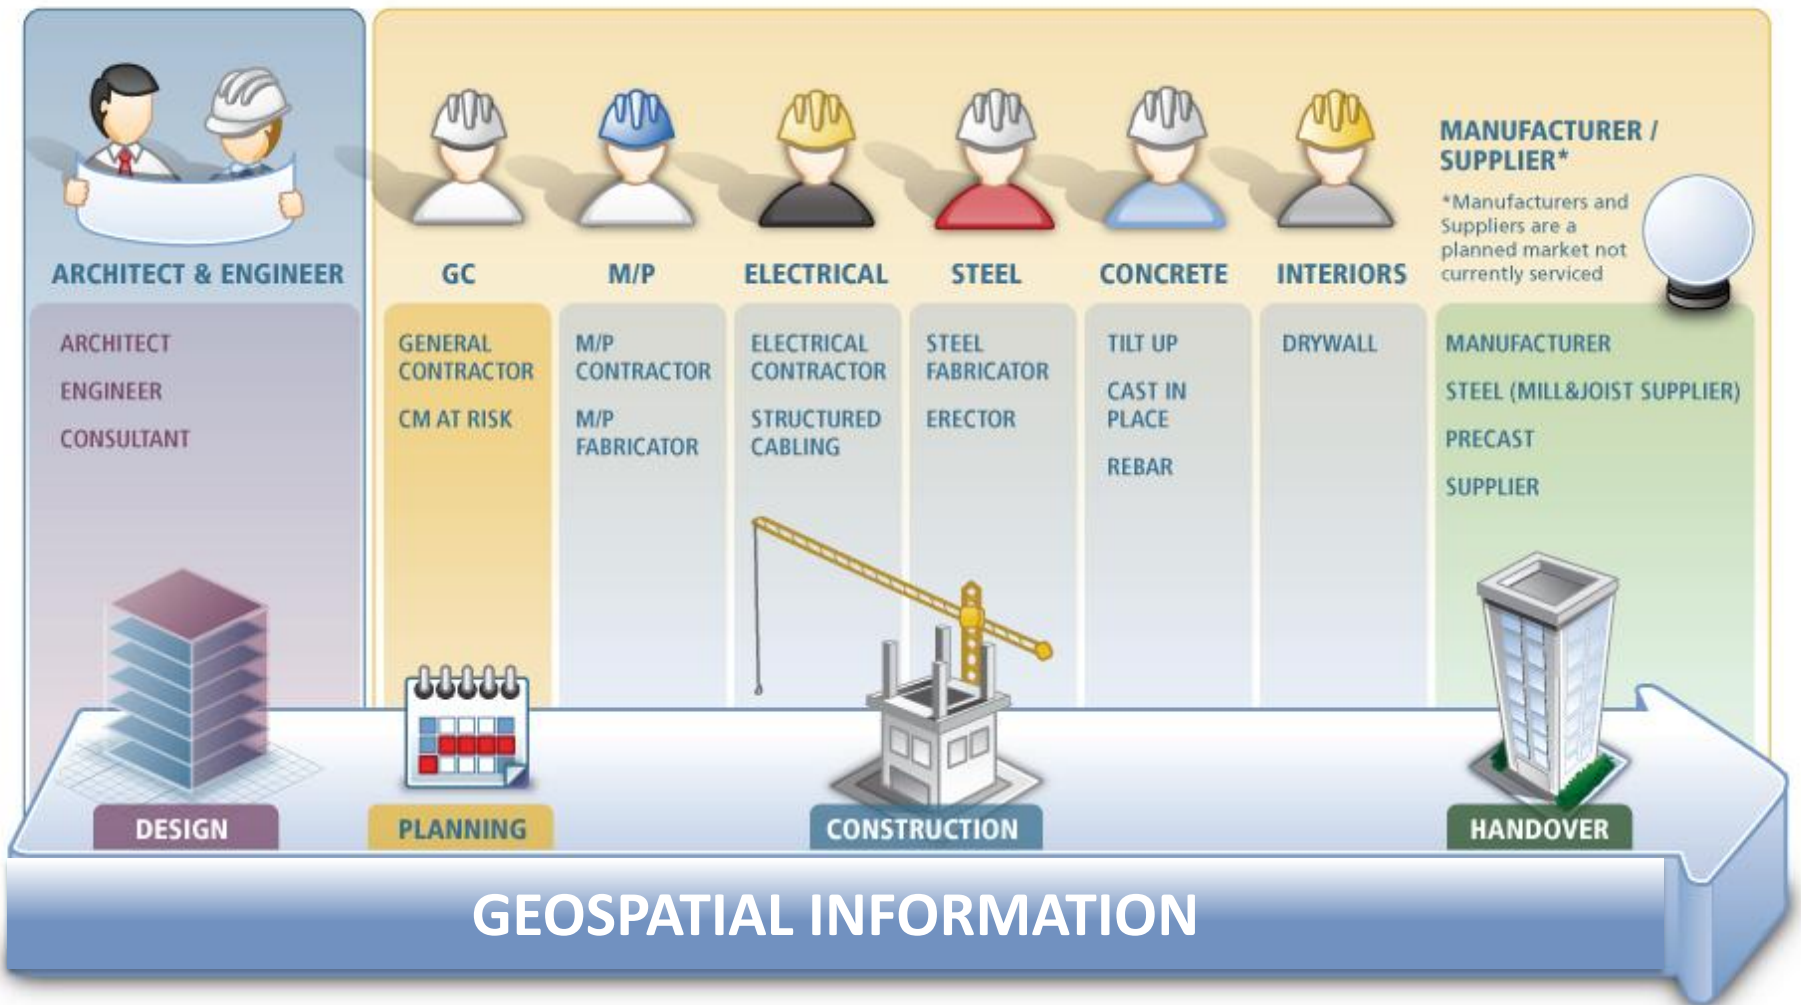 ARCHITECT & ENGINEER
ARCHITECT
ENGINEER
CONSULTANT
GC
GENERAL
CONTRACTOR
CM AT RISK
M/P
M/P
CONTRACTOR
M/P
FABRICATOR
ELECTRICAL
ELECTRICAL
CONTRACTOR
STRUCTURED
CABLING
STEEL
STEEL
FABRICATOR
ERECTOR
CONCRETE
TILT UP
CAST IN
PLACE
REBAR
INTERIORS
DRYWALL
MANUFACTURER /
SUPPLIER*
*Manufacturers and
Suppliers are a
planned market not
currently serviced
MANUFACTURER
STEEL (MILL&JOIST SUPPLIER)
PRECAST
SUPPLIER
DESIGN
PLANNING
CONSTRUCTION
HANDOVER
GEOSPATIAL INFORMATION